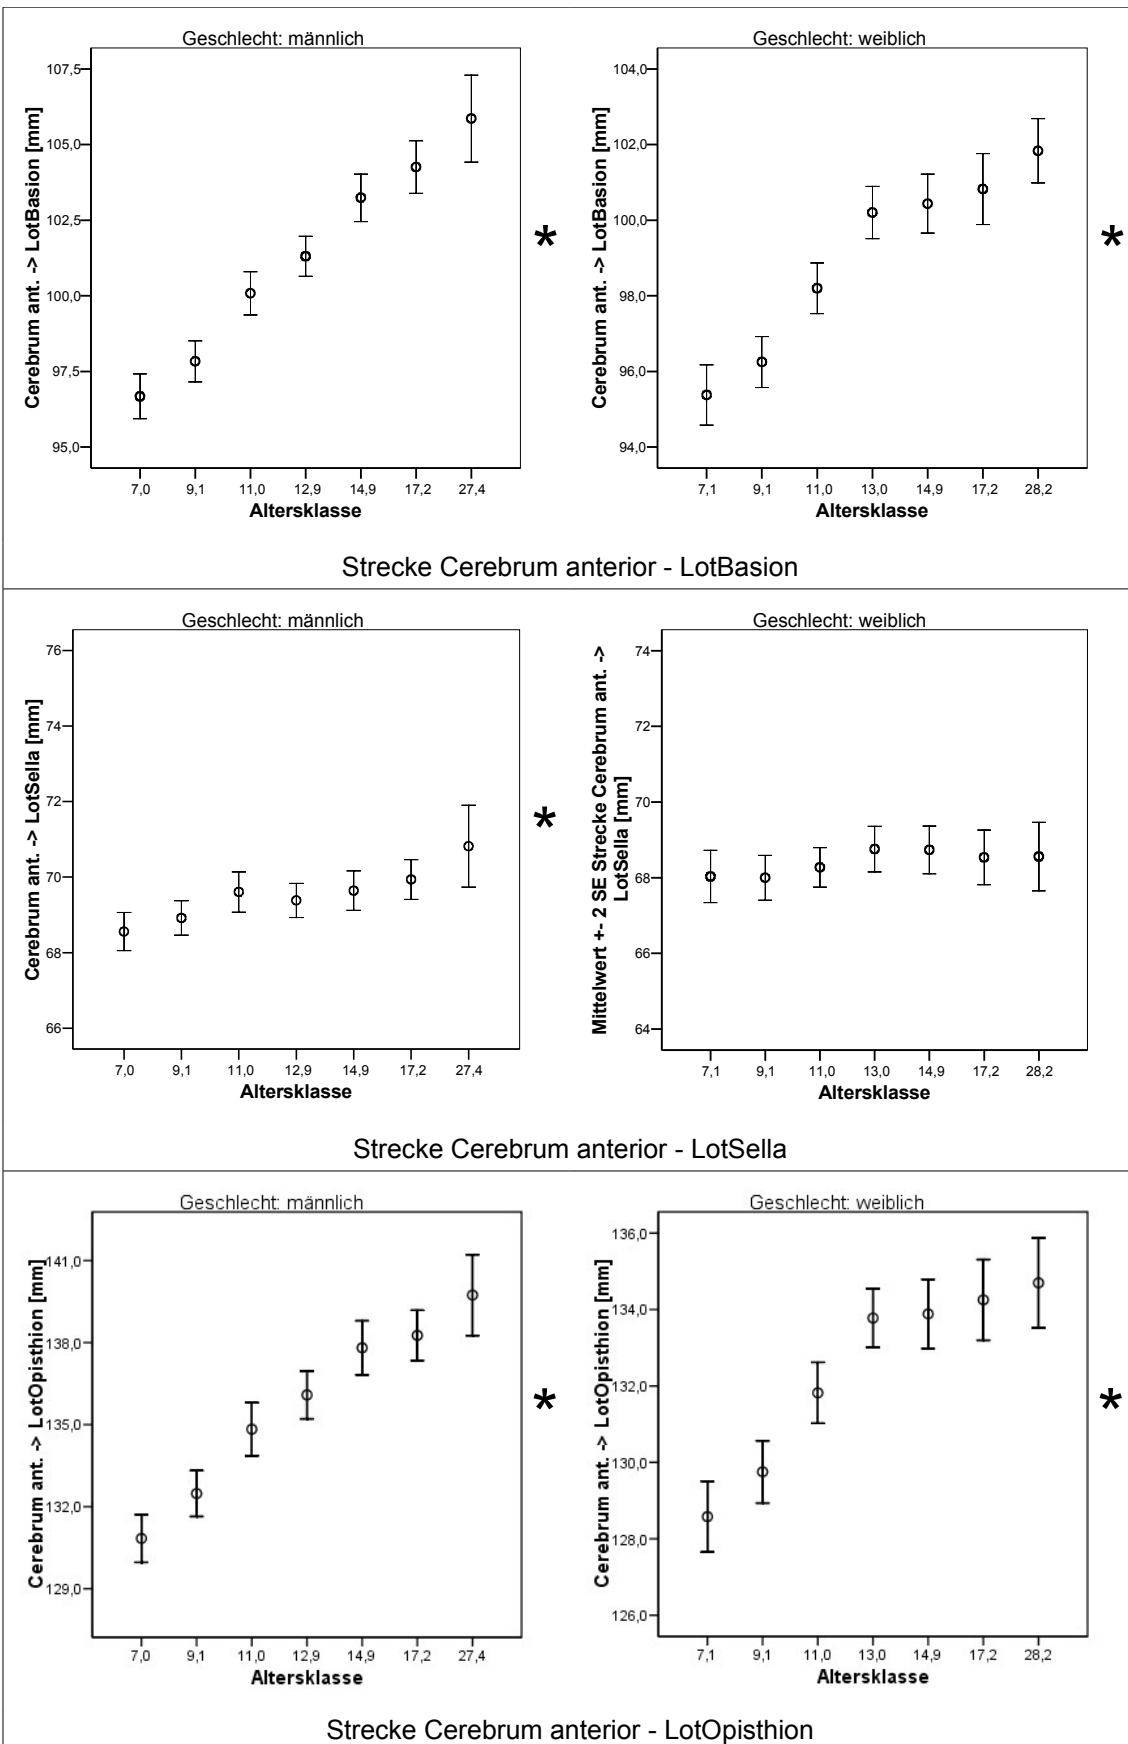 Geschlecht: männlich
Cerebrum ant. -> LotBasion [mm]
107,5
105,0
102,5
100,0
97,5
95,0
7,0 9,1 11,0 12,9 14,9 17,2 27,4
Altersklasse
*
Geschlecht: weiblich
Cerebrum ant. -> LotBasion [mm]
104,0
102,0
100,0
98,0
96,0
94,0
7,1 9,1 11,0 13,0 14,9 17,2 28,2
Altersklasse
*
Strecke Cerebrum anterior - LotBasion
Geschlecht: männlich
Cerebrum ant. -> LotSella [mm]
76
74
72
70
68
66
7,0 9,1 11,0 12,9 14,9 17,2 27,4
Altersklasse
*
Geschlecht: weiblich
Mittelwert +- 2 SE Strecke Cerebrum ant. ->
LotSella [mm]
74
72
70
68
66
64
7,1 9,1 11,0 13,0 14,9 17,2 28,2
Altersklasse
Strecke Cerebrum anterior - LotSella
Geschlecht: männlich
Cerebrum ant. -> LotOpisthion [mm]
141,0
138,0
135,0
132,0
129,0
7,0 9,1 11,0 12,9 14,9 17,2 27,4
Altersklasse
*
Geschlecht: weiblich
Cerebrum ant. -> LotOpisthion [mm]
136,0
134,0
132,0
130,0
128,0
126,0
7,1 9,1 11,0 13,0 14,9 17,2 28,2
Altersklasse
*
Strecke Cerebrum anterior - LotOpisthion